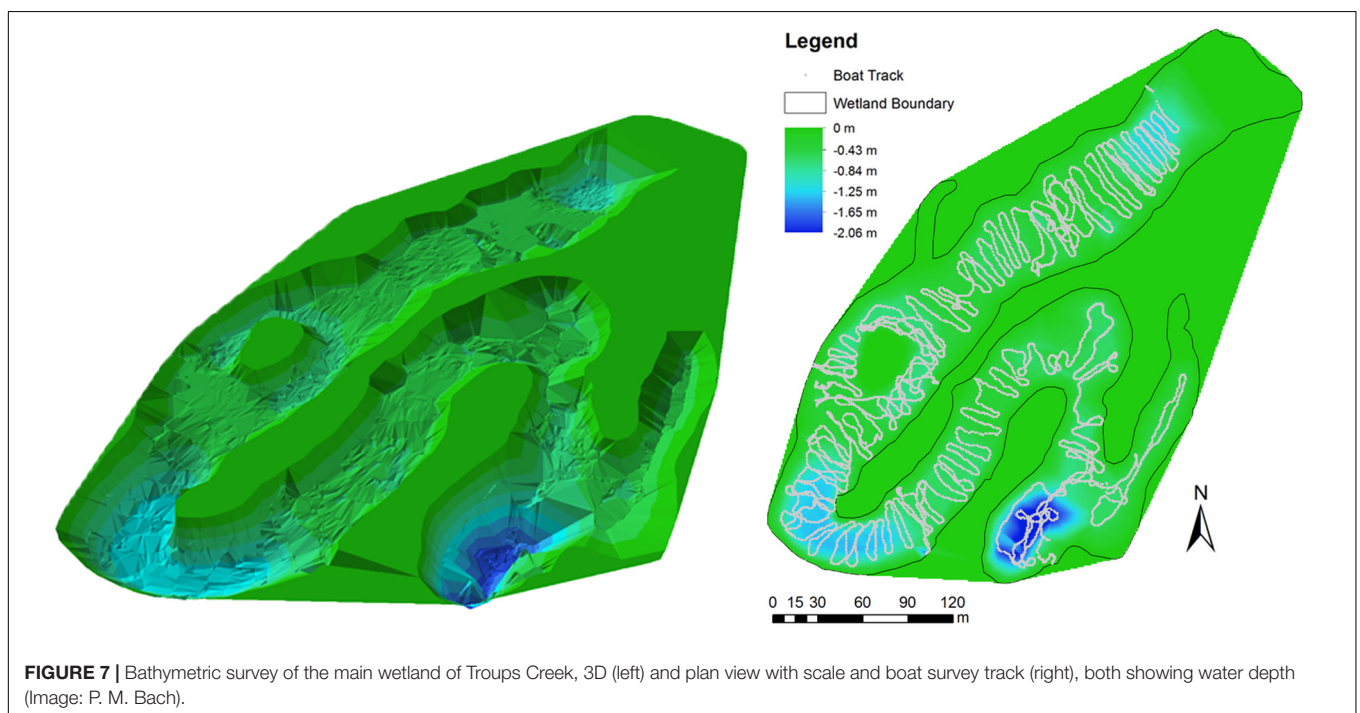 Legend
Boat Track
Wetland Boundary
0 m
-0.43 m
-0.84 m
-1.25 m
-1.65 m
-2.06 m
N
0 15 30 60 90 120
m
FIGURE 7 | Bathymetric survey of the main wetland of Troups Creek, 3D (left) and plan view with scale and boat survey track (right), both showing water depth
(Image: P. M. Bach).